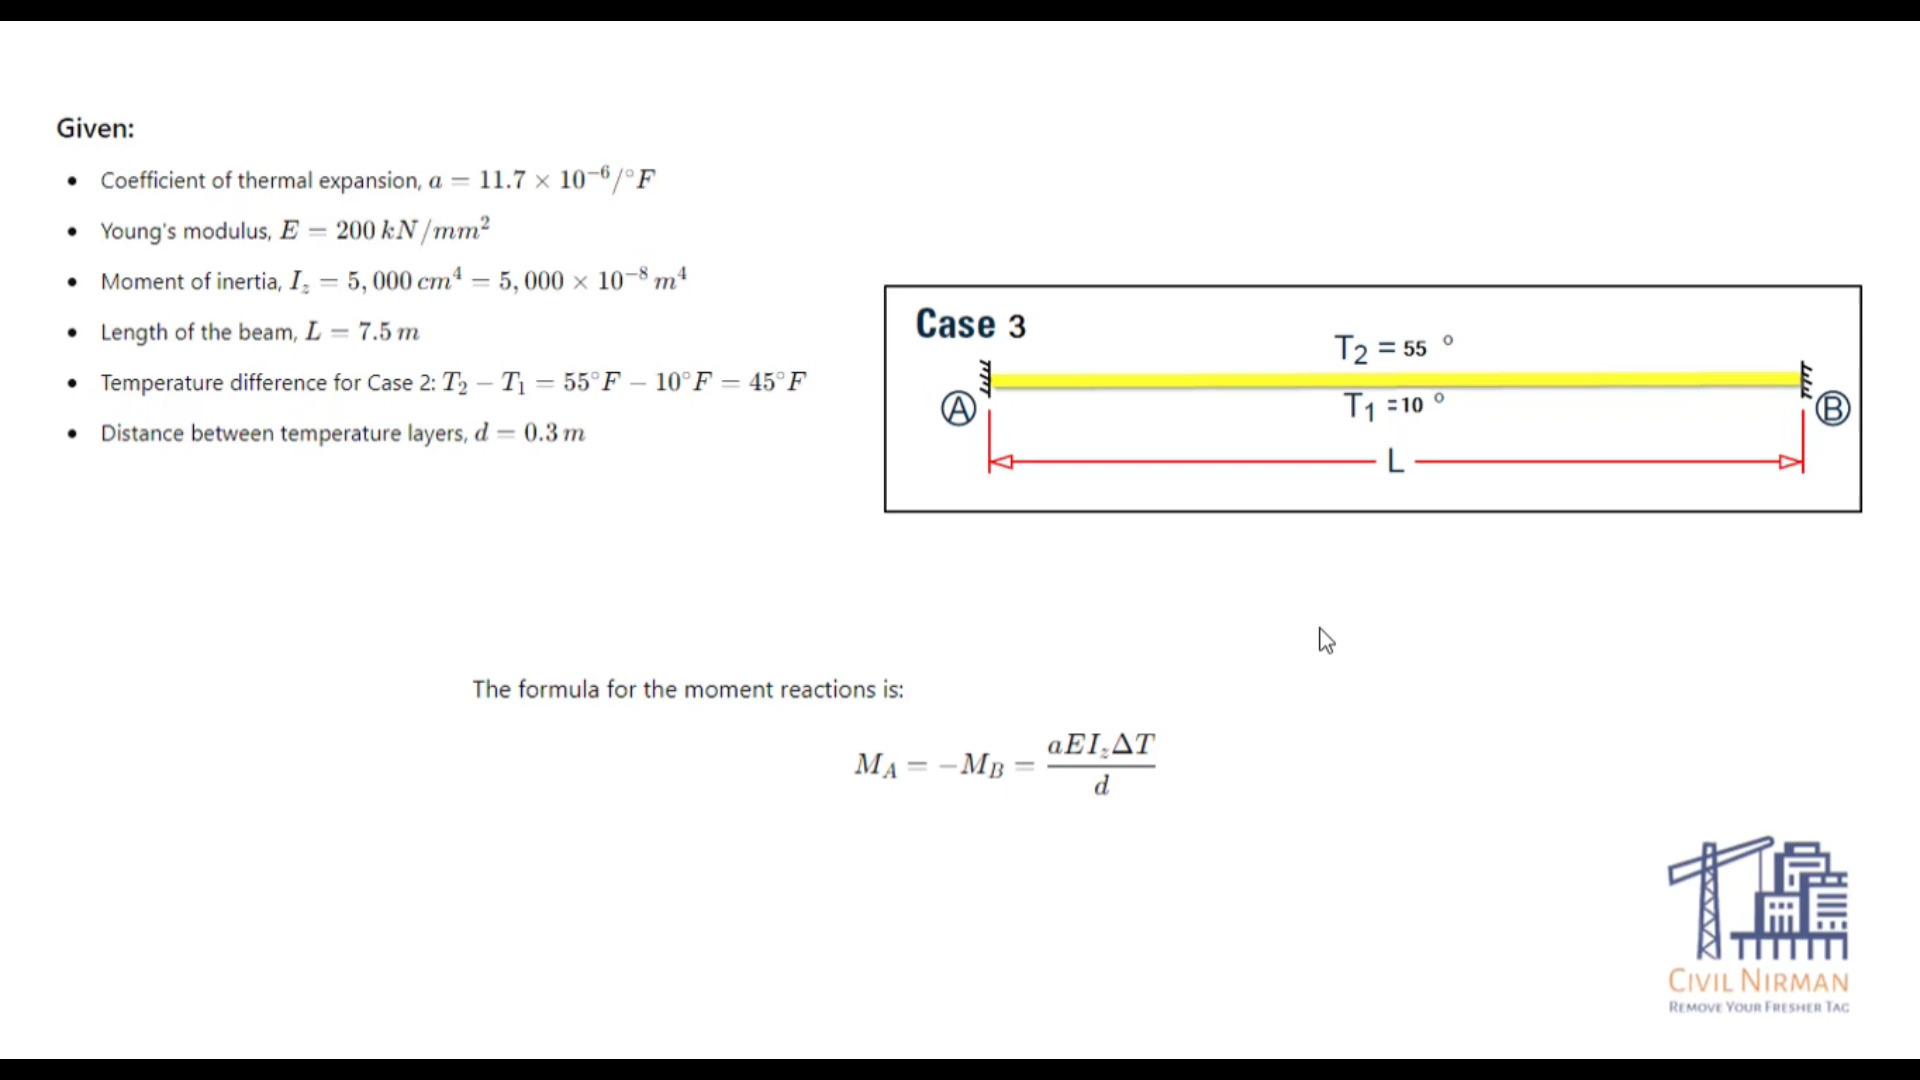 Given:
• Coefficient of thermal expansion, a = 11.7 × 10⁻⁶/°F
• Young's modulus, E = 200 kN/mm²
• Moment of inertia, I_z = 5,000 cm⁴ = 5,000 × 10⁻⁸ m⁴
• Length of the beam, L = 7.5 m
• Temperature difference for Case 2: T₂ − T₁ = 55°F − 10°F = 45°F
• Distance between temperature layers, d = 0.3 m
Case 3
T₂ = 55 °
T₁ =10 °
A
B
L
The formula for the moment reactions is:
M_A = −M_B = aEI_zΔT / d
CIVIL NIRMAN
REMOVE YOUR FRESHER TAG